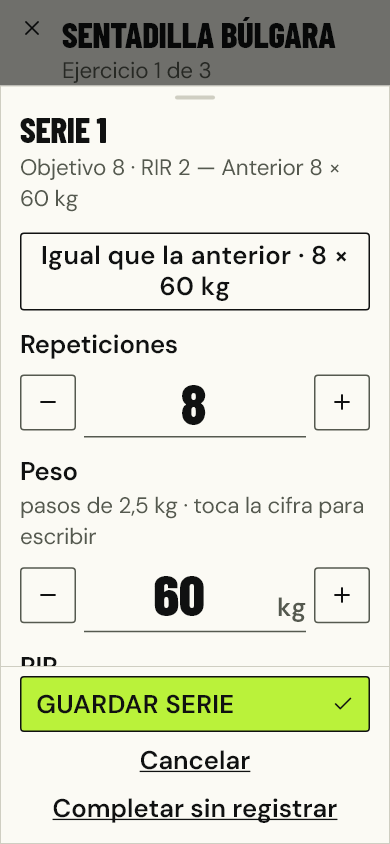 SENTADILLA BÚLGARA
Ejercicio 1 de 3
SERIE 1
Objetivo 8 · RIR 2 — Anterior 8 ×
60 kg
Igual que la anterior · 8 ×
60 kg
Repeticiones
− 8 +
Peso
pasos de 2,5 kg · toca la cifra para
escribir
− 60 kg +
RIR
GUARDAR SERIE
Cancelar
Completar sin registrar